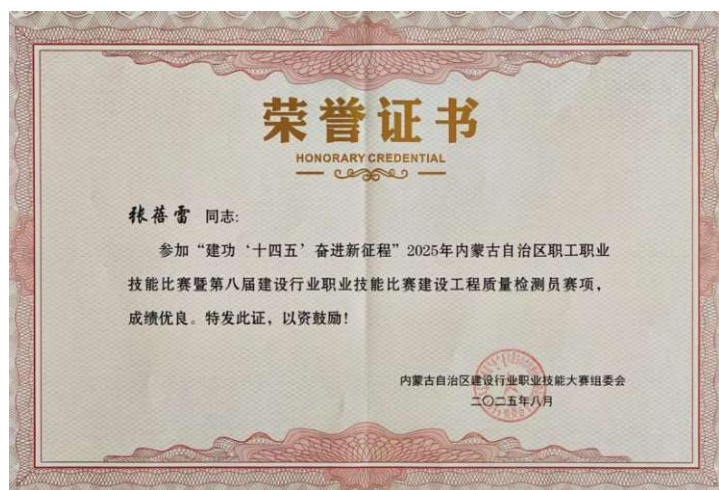 荣誉证书
HONORARY CREDENTIAL
张蓓雷 同志:
参加“建功‘十四五’奋进新征程”2025年内蒙古自治区职工职业
技能比赛暨第八届建设行业职业技能比赛建设工程质量检测员赛项，
成绩优良。特发此证，以资鼓励！
内蒙古自治区建设行业职业技能大赛组委会
二〇二五年八月